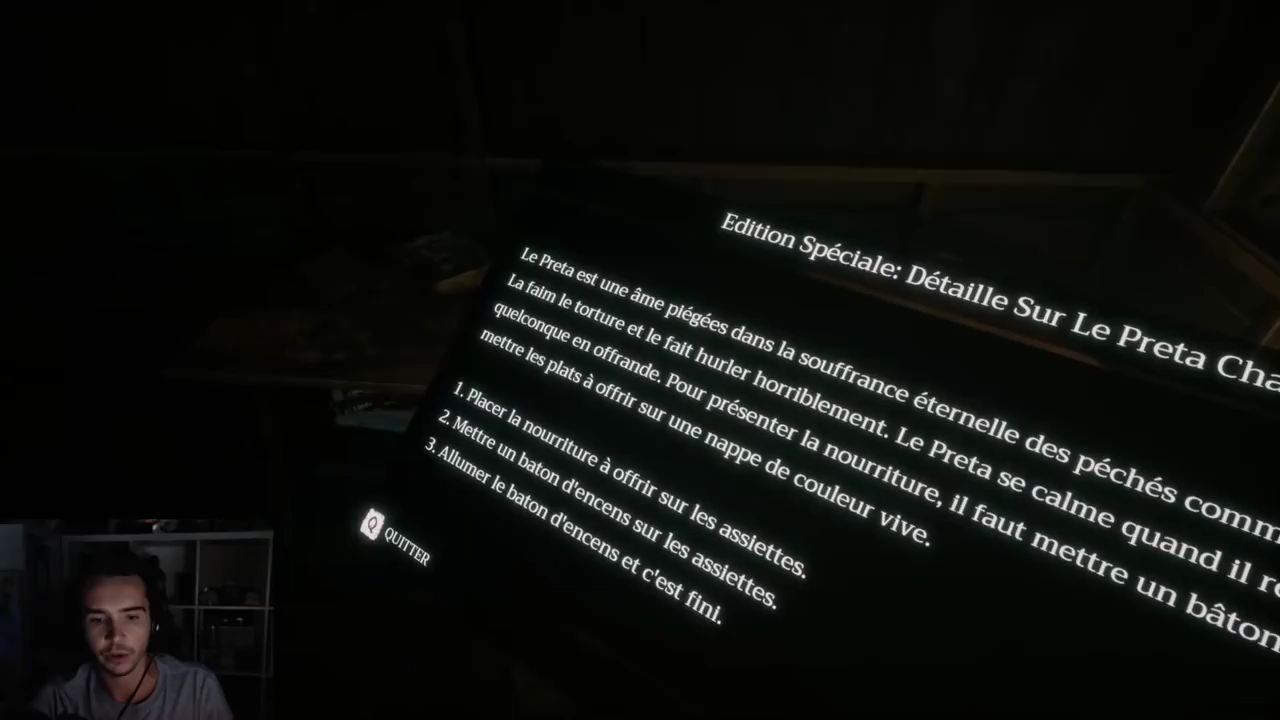 Edition Spéciale: Détaille Sur Le Preta
Le Preta est une âme piégées dans la souffrance éternelle des péchés
La faim le torture et le fait hurler horriblement. Le Preta se calme quand il
quelconque en offrande. Pour présenter la nourriture, il faut mettre un bâton
mettre les plats à offrir sur une nappe de couleur vive.
1. Placer la nourriture à offrir sur les assiettes.
2. Mettre un baton d'encens sur les assiettes.
3. Allumer le baton d'encens et c'est fini.
Q QUITTER